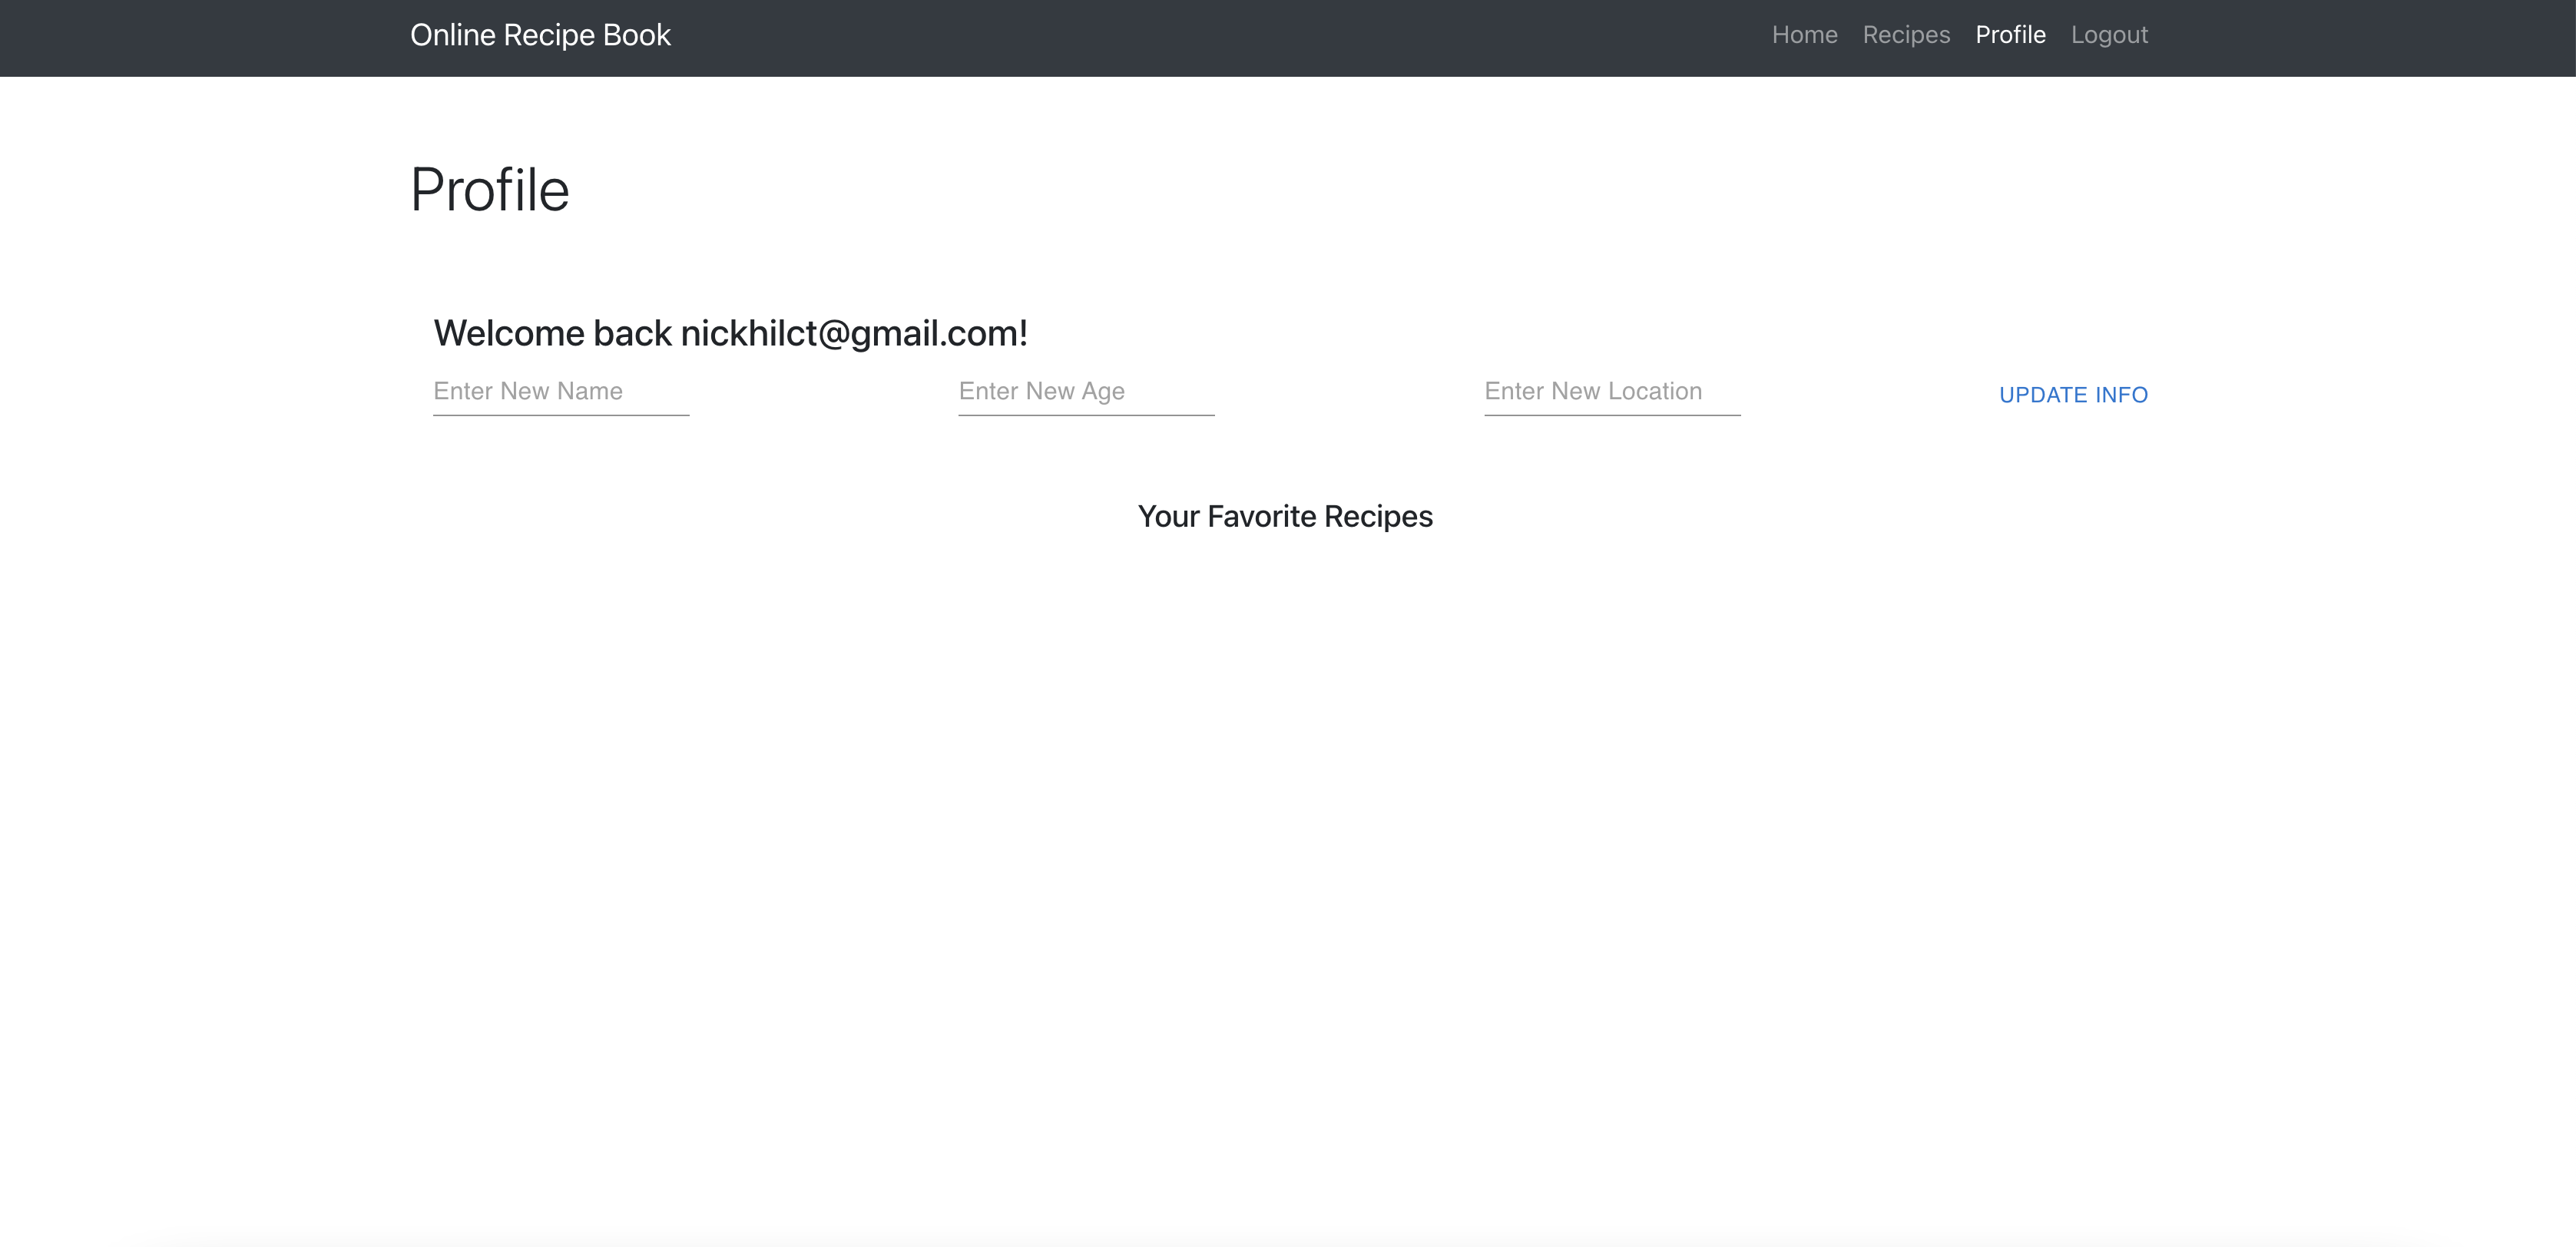 Online Recipe Book Home Recipes Profile Logout
Profile
Welcome back nickhilct@gmail.com!
Enter New Name Enter New Age Enter New Location UPDATE INFO
Your Favorite Recipes